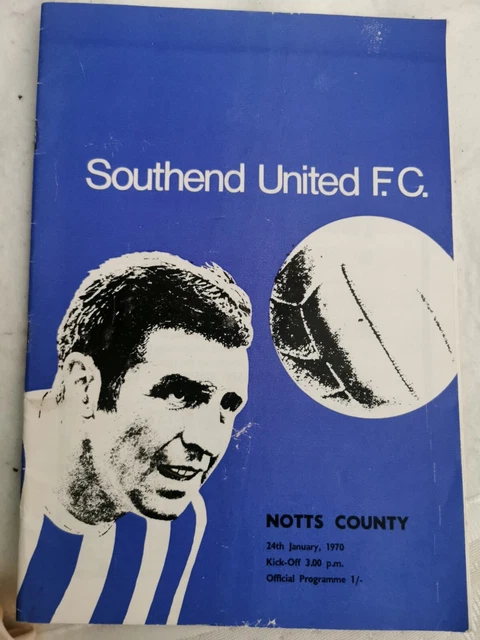 Southend United F.C.
NOTTS COUNTY
24th January, 1970
Kick-Off 3.00 p.m.
Official Programme 1/-